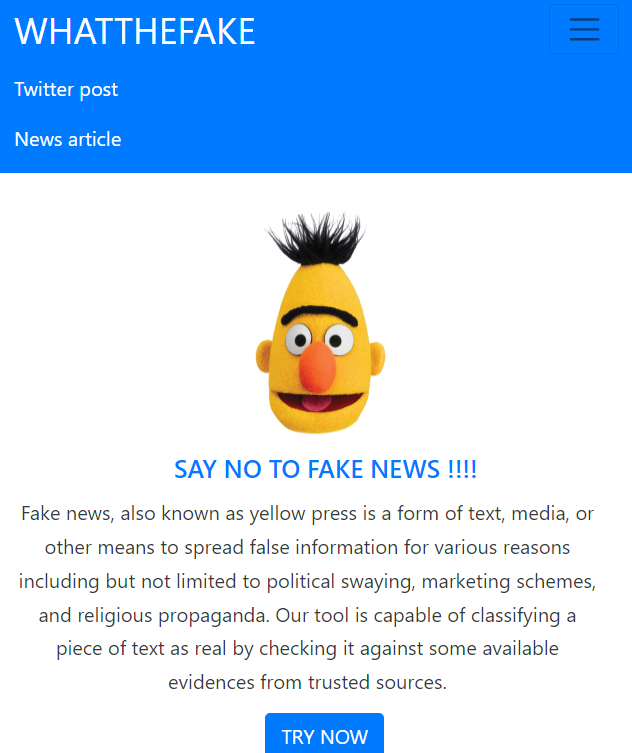 WHATTHEFAKE
Twitter post
News article
SAY NO TO FAKE NEWS !!!!
Fake news, also known as yellow press is a form of text, media, or
other means to spread false information for various reasons
including but not limited to political swaying, marketing schemes,
and religious propaganda. Our tool is capable of classifying a
piece of text as real by checking it against some available
evidences from trusted sources.
TRY NOW